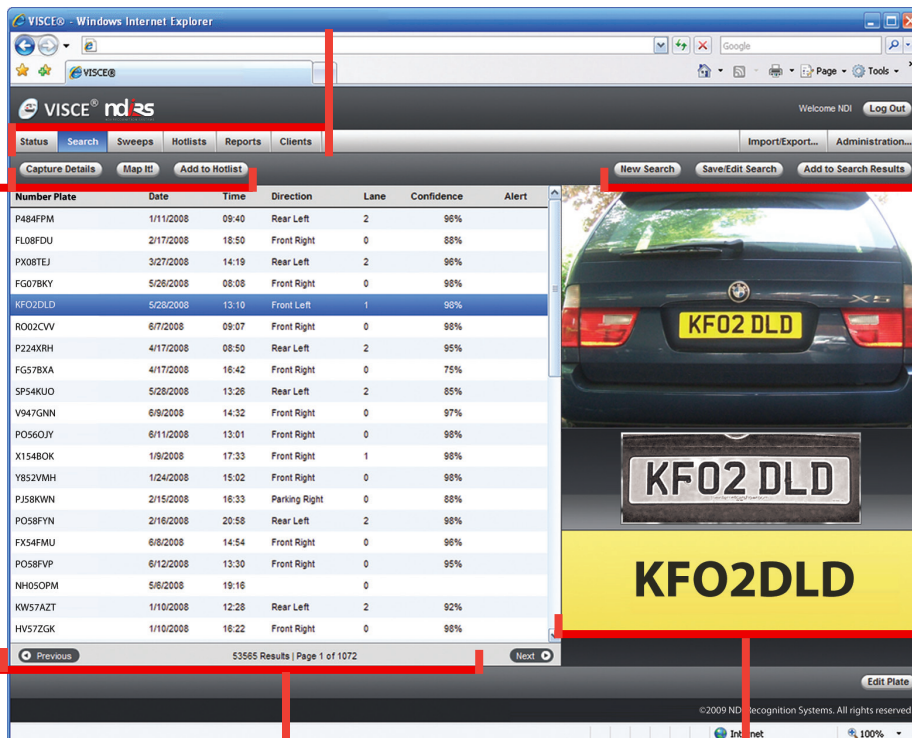 VISCE® - Windows Internet Explorer
Google
VISCE®
Page Tools
VISCE® ndi-rs
Welcome NDI Log Out
Status Search Sweeps Hotlists Reports Clients Import/Export... Administration...
Capture Details Map It! Add to Hotlist New Search Save/Edit Search Add to Search Results
Number Plate Date Time Direction Lane Confidence Alert
P484FPM 1/11/2008 09:40 Rear Left 2 96%
FL08FDU 2/17/2008 18:50 Front Right 0 88%
PX08TEJ 3/27/2008 14:19 Rear Left 2 96%
FG07BKY 5/26/2008 08:08 Front Right 0 98%
KFO2DLD 5/28/2008 13:10 Front Left 1 98%
RO02CVV 6/7/2008 09:07 Front Right 0 98%
P224XRH 4/17/2008 08:50 Rear Left 2 95%
FG57BXA 4/17/2008 16:42 Front Right 0 75%
SP54KUO 5/28/2008 13:26 Rear Left 2 85%
V947GNN 6/9/2008 14:32 Front Right 0 97%
PO56OJY 6/11/2008 13:01 Front Right 0 98%
X154BOK 1/9/2008 17:33 Front Right 1 98%
Y852VMH 1/24/2008 15:02 Front Right 0 98%
PJ58KWN 2/15/2008 16:33 Parking Right 0 88%
PO58FYN 2/16/2008 20:58 Rear Left 2 98%
FX54FMU 6/8/2008 14:54 Front Right 0 96%
PO58FVP 6/12/2008 13:30 Front Right 0 95%
NH05OPM 5/6/2008 19:16 0
KW57AZT 1/10/2008 12:28 Rear Left 2 92%
HV57ZGK 1/10/2008 16:22 Front Right 0 98%
X5
KF02 DLD
KF02 DLD
KFO2DLD
Previous 53565 Results | Page 1 of 1072 Next
Edit Plate
©2009 NDI Recognition Systems. All rights reserved
100%